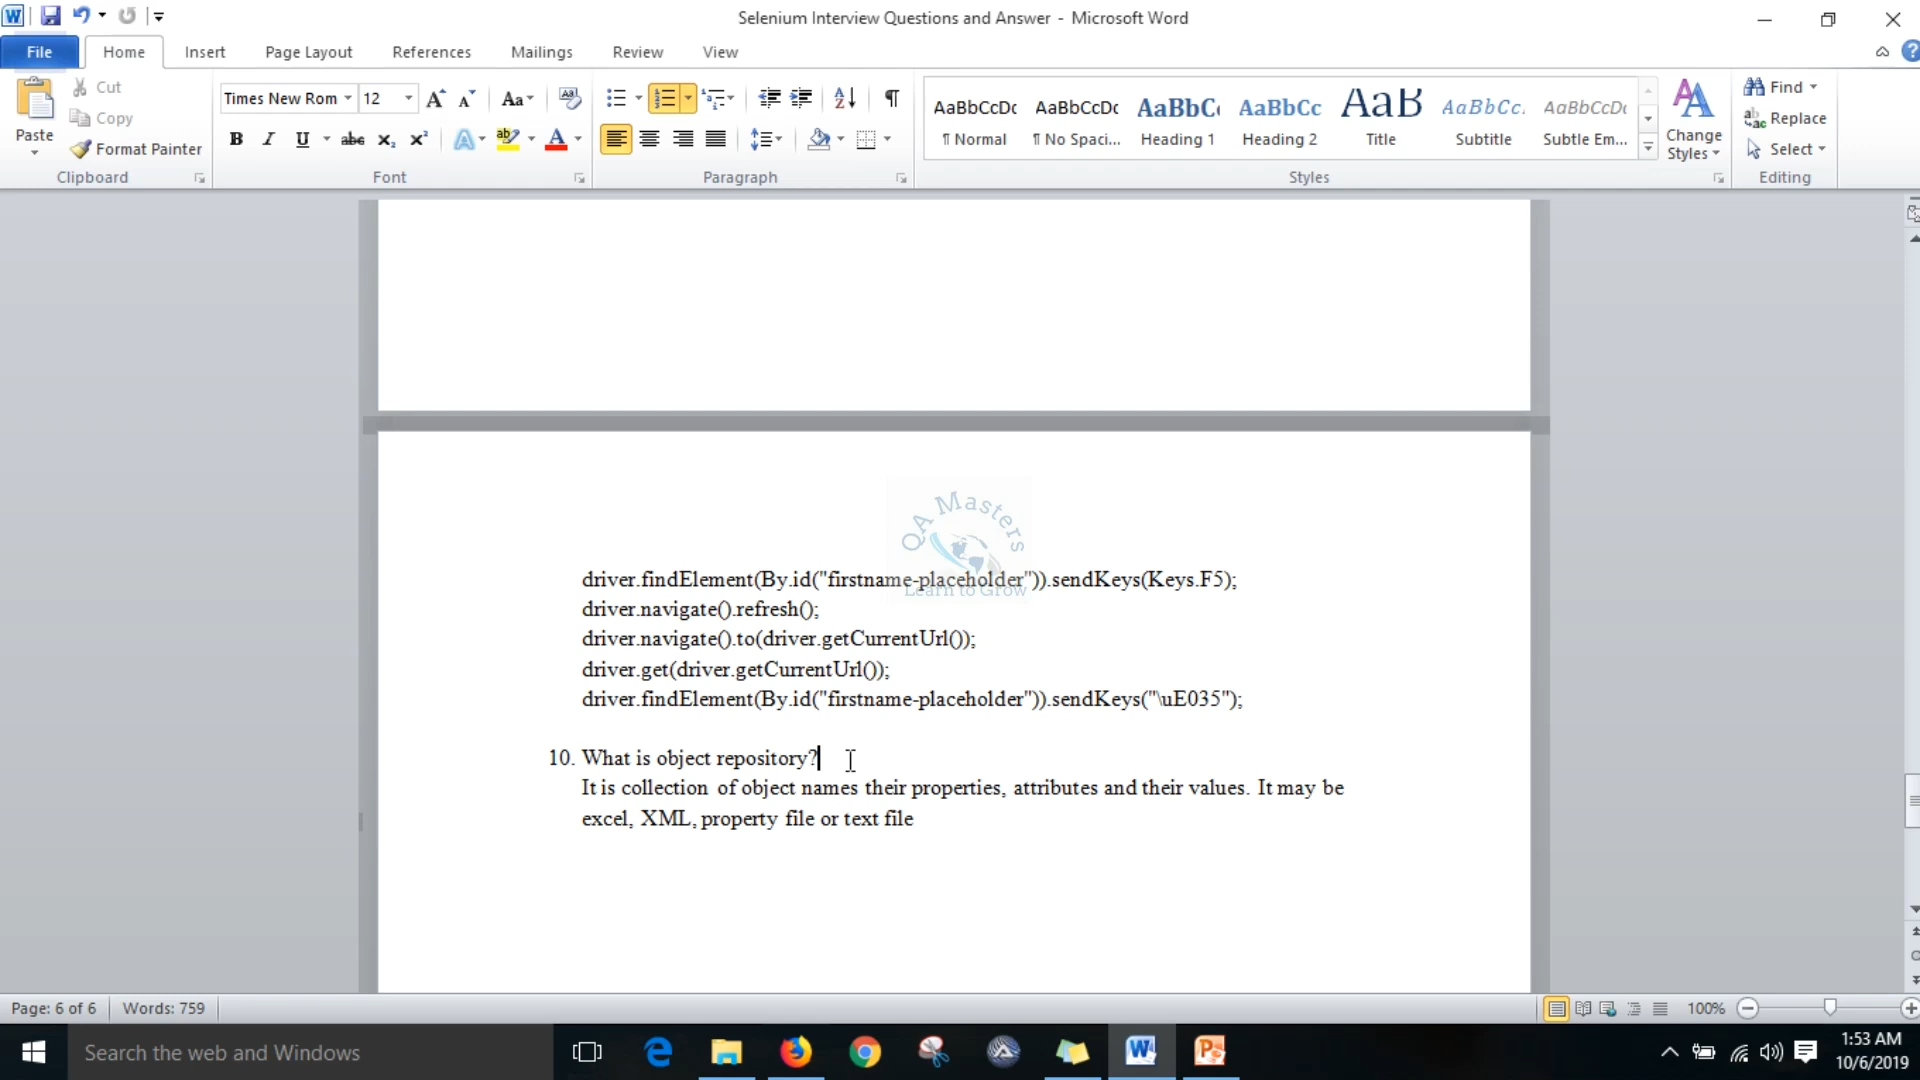 Selenium Interview Questions and Answer - Microsoft Word
File Home Insert Page Layout References Mailings Review View
Paste
Cut
Copy
Format Painter
Clipboard
Times New Rom 12
Font
Paragraph
AaBbCcDc AaBbCcDc AaBbC AaBbCc AaB AaBbCc. AaBbCcDc
¶ Normal ¶ No Spaci... Heading 1 Heading 2 Title Subtitle Subtle Em...
Change
Styles
Styles
Find
Replace
Select
Editing
QA Masters
Learn to Grow
driver.findElement(By.id("firstname-placeholder")).sendKeys(Keys.F5);
driver.navigate().refresh();
driver.navigate().to(driver.getCurrentUrl());
driver.get(driver.getCurrentUrl());
driver.findElement(By.id("firstname-placeholder")).sendKeys("\uE035");
10. What is object repository?
It is collection of object names their properties, attributes and their values. It may be
excel, XML, property file or text file
Page: 6 of 6 Words: 759
100%
Search the web and Windows
1:53 AM
10/6/2019